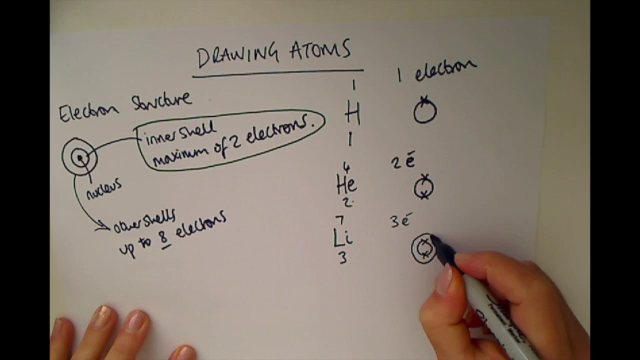 DRAWING ATOMS
Electron Structure
inner shell
maximum of 2 electrons.
nucleus
other shells
up to 8 electrons
1
H
1
1 electron
4
He
2
2 e⁻
7
Li
3
3 e⁻